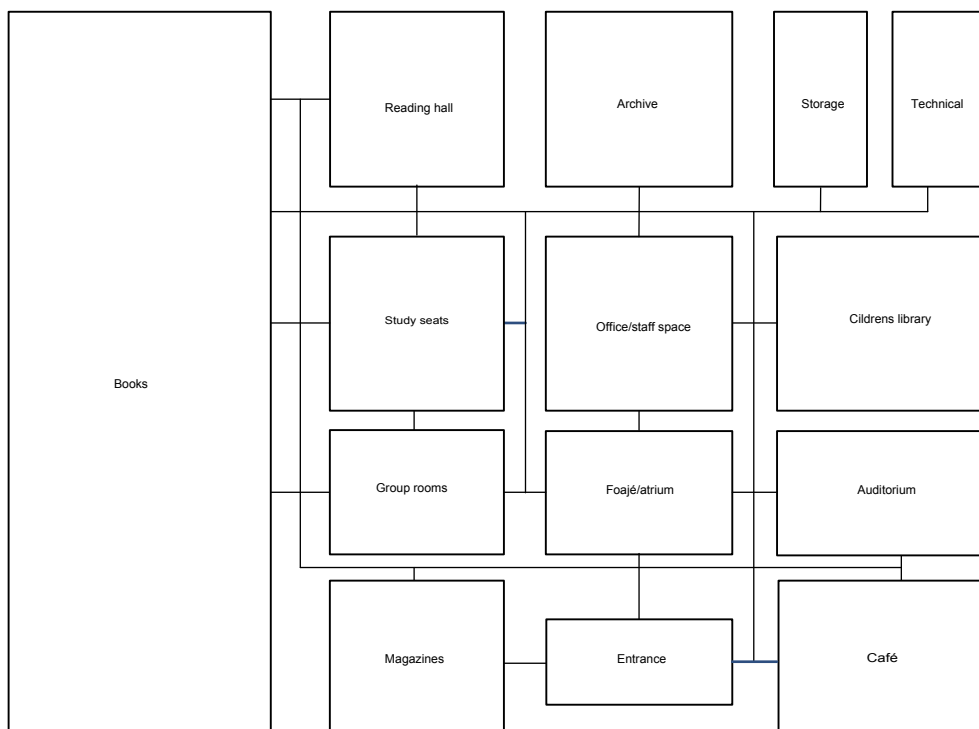 Reading hall
Archive
Storage
Technical
Study seats
Office/staff space
Cildrens library
Books
Group rooms
Foajé/atrium
Auditorium
Magazines
Entrance
Café